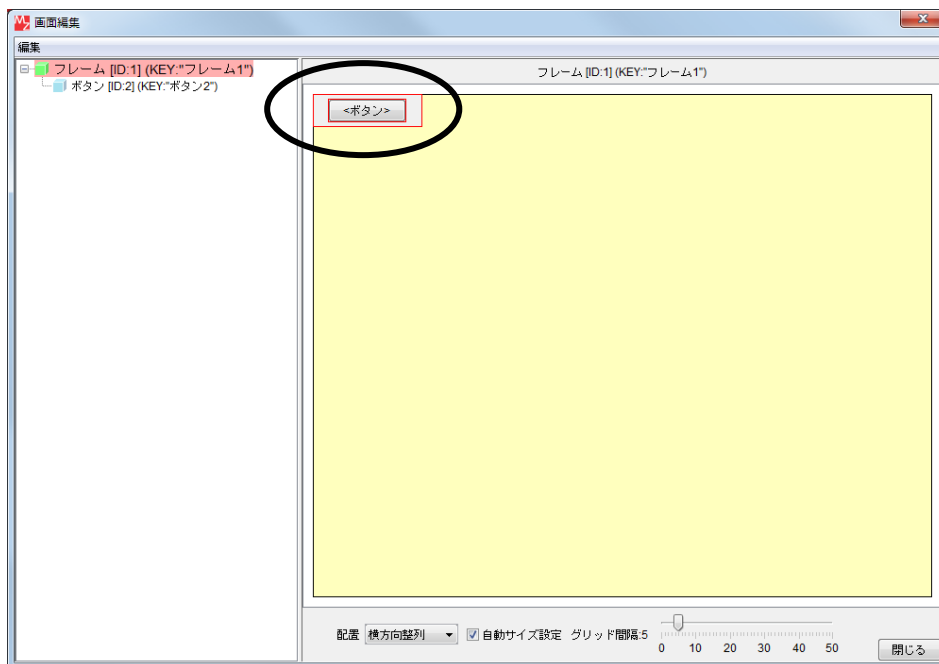 画面編集
編集
フレーム [ID:1] (KEY:"フレーム1")
ボタン [ID:2] (KEY:"ボタン2")
フレーム [ID:1] (KEY:"フレーム1")
<ボタン>
配置 横方向整列 自動サイズ設定 グリッド間隔:5
0 10 20 30 40 50
閉じる